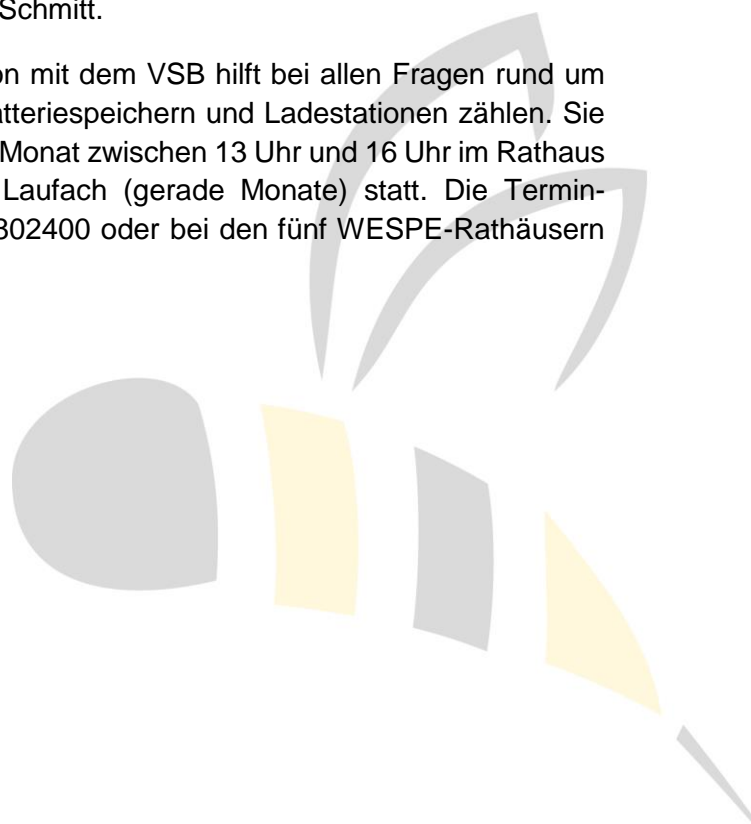 Schmitt.
on mit dem VSB hilft bei allen Fragen rund um
atteriespeichern und Ladestationen zählen. Sie
Monat zwischen 13 Uhr und 16 Uhr im Rathaus
Laufach (gerade Monate) statt. Die Termin-
302400 oder bei den fünf WESPE-Rathäusern